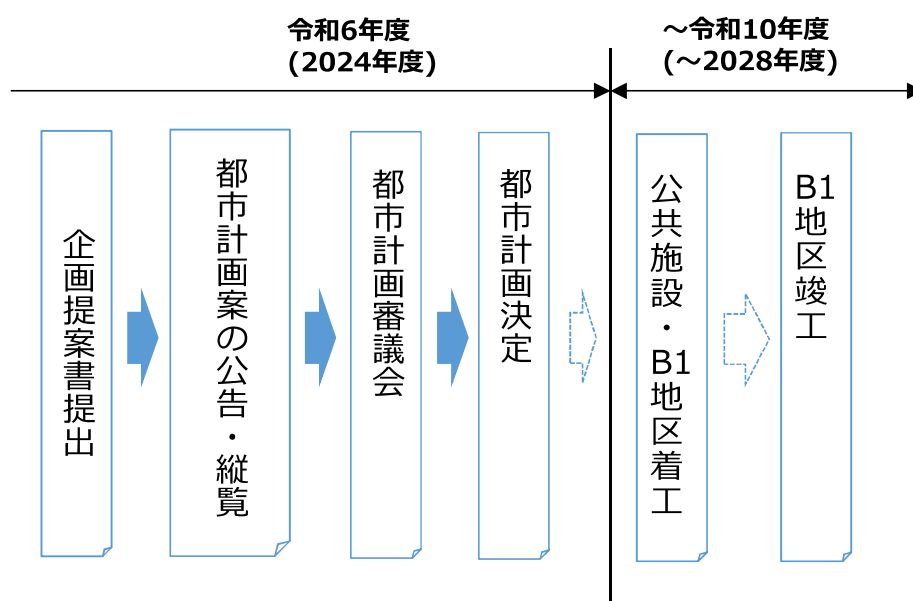 令和6年度
(2024年度)
～令和10年度
(～2028年度)
企画提案書提出
都市計画案の公告・縦覧
都市計画審議会
都市計画決定
公共施設・B1地区着工
B1地区竣工